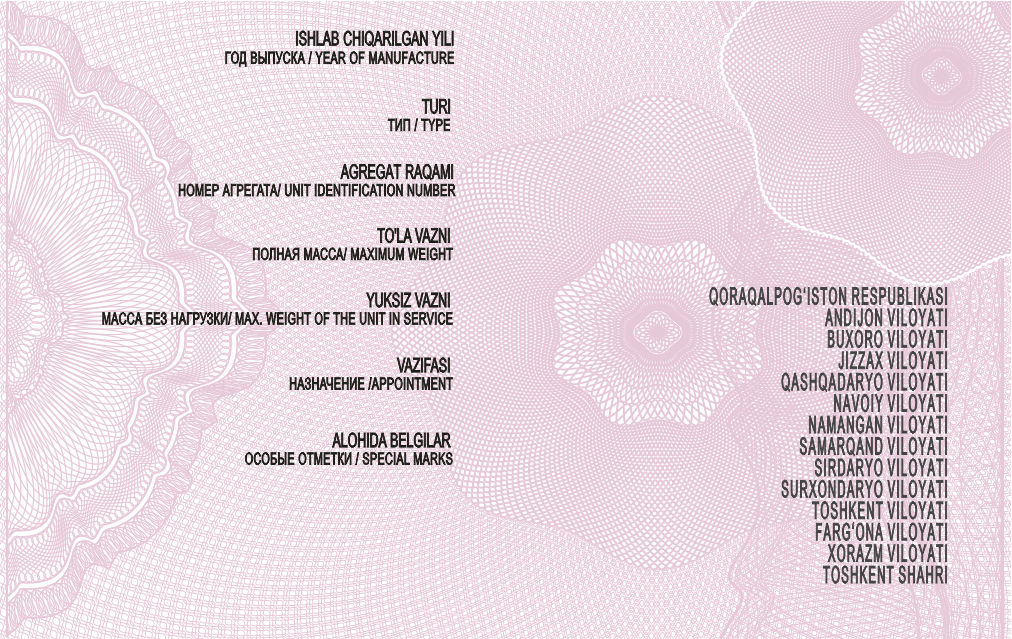 ISHLAB CHIQARILGAN YILI
ГОД ВЫПУСКА / YEAR OF MANUFACTURE
TURI
ТИП / TYPE
AGREGAT RAQAMI
НОМЕР АГРЕГАТА/ UNIT IDENTIFICATION NUMBER
TO'LA VAZNI
ПОЛНАЯ МАССА/ MAXIMUM WEIGHT
YUKSIZ VAZNI
МАССА БЕЗ НАГРУЗКИ/ MAX. WEIGHT OF THE UNIT IN SERVICE
VAZIFASI
НАЗНАЧЕНИЕ /APPOINTMENT
ALOHIDA BELGILAR
ОСОБЫЕ ОТМЕТКИ / SPECIAL MARKS
QORAQALPOG‘ISTON RESPUBLIKASI
ANDIJON VILOYATI
BUXORO VILOYATI
JIZZAX VILOYATI
QASHQADARYO VILOYATI
NAVOIY VILOYATI
NAMANGAN VILOYATI
SAMARQAND VILOYATI
SIRDARYO VILOYATI
SURXONDARYO VILOYATI
TOSHKENT VILOYATI
FARG‘ONA VILOYATI
XORAZM VILOYATI
TOSHKENT SHAHRI